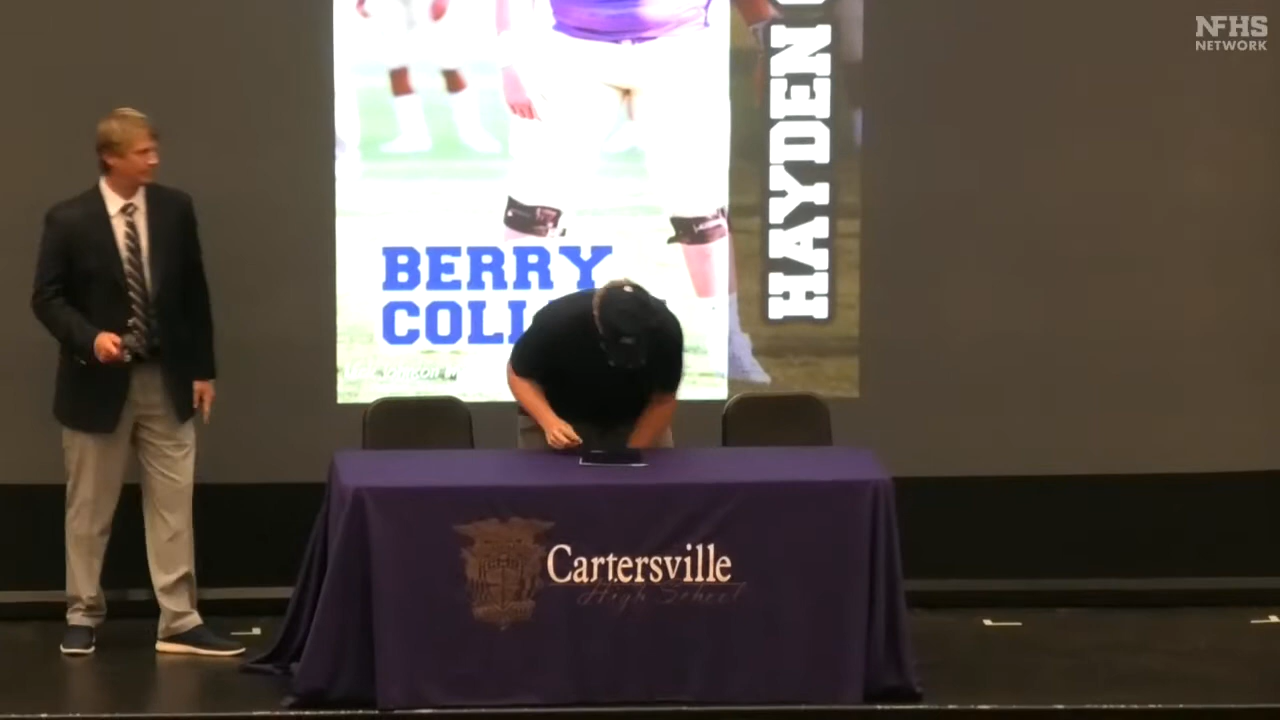 NFHS
NETWORK
HAYDEN
BERRY
Cartersville
High School